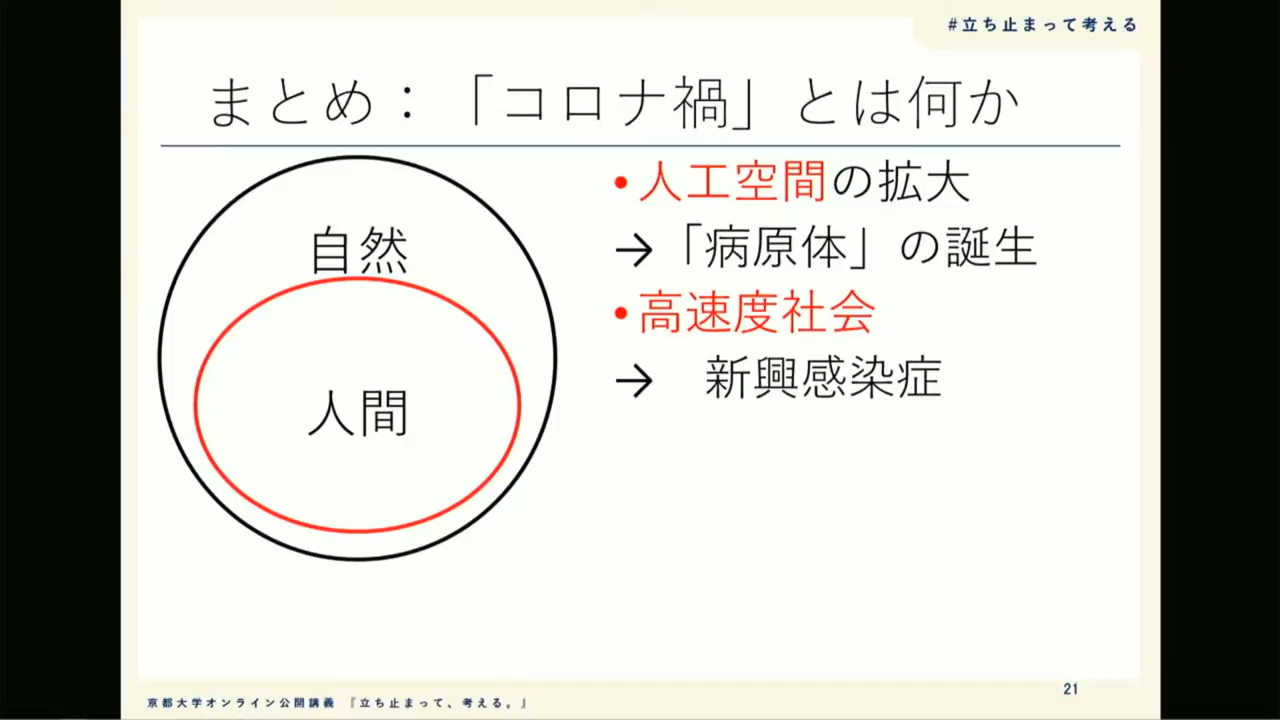 #立ち止まって考える
まとめ：「コロナ禍」とは何か
自然
人間
•人工空間の拡大
→「病原体」の誕生
•高速度社会
→　新興感染症
21
京都大学オンライン公開講義 『立ち止まって、考える。』